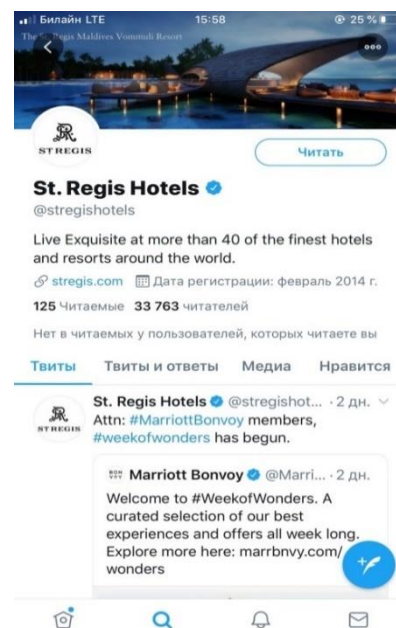 Билайн LTE 15:58 25 %
The St. Regis Maldives Vommuli Resort
ST REGIS
Читать
St. Regis Hotels
@stregishotels
Live Exquisite at more than 40 of the finest hotels
and resorts around the world.
stregis.com Дата регистрации: февраль 2014 г.
125 Читаемые 33 763 читателей
Нет в читаемых у пользователей, которых читаете вы
Твиты Твиты и ответы Медиа Нравится
St. Regis Hotels @stregishot... · 2 дн.
ST REGIS
Attn: #MarriottBonvoy members,
#weekofwonders has begun.
Marriott Bonvoy @Marri... · 2 дн.
Welcome to #WeekofWonders. A
curated selection of our best
experiences and offers all week long.
Explore more here: marrbnvy.com/
wonders